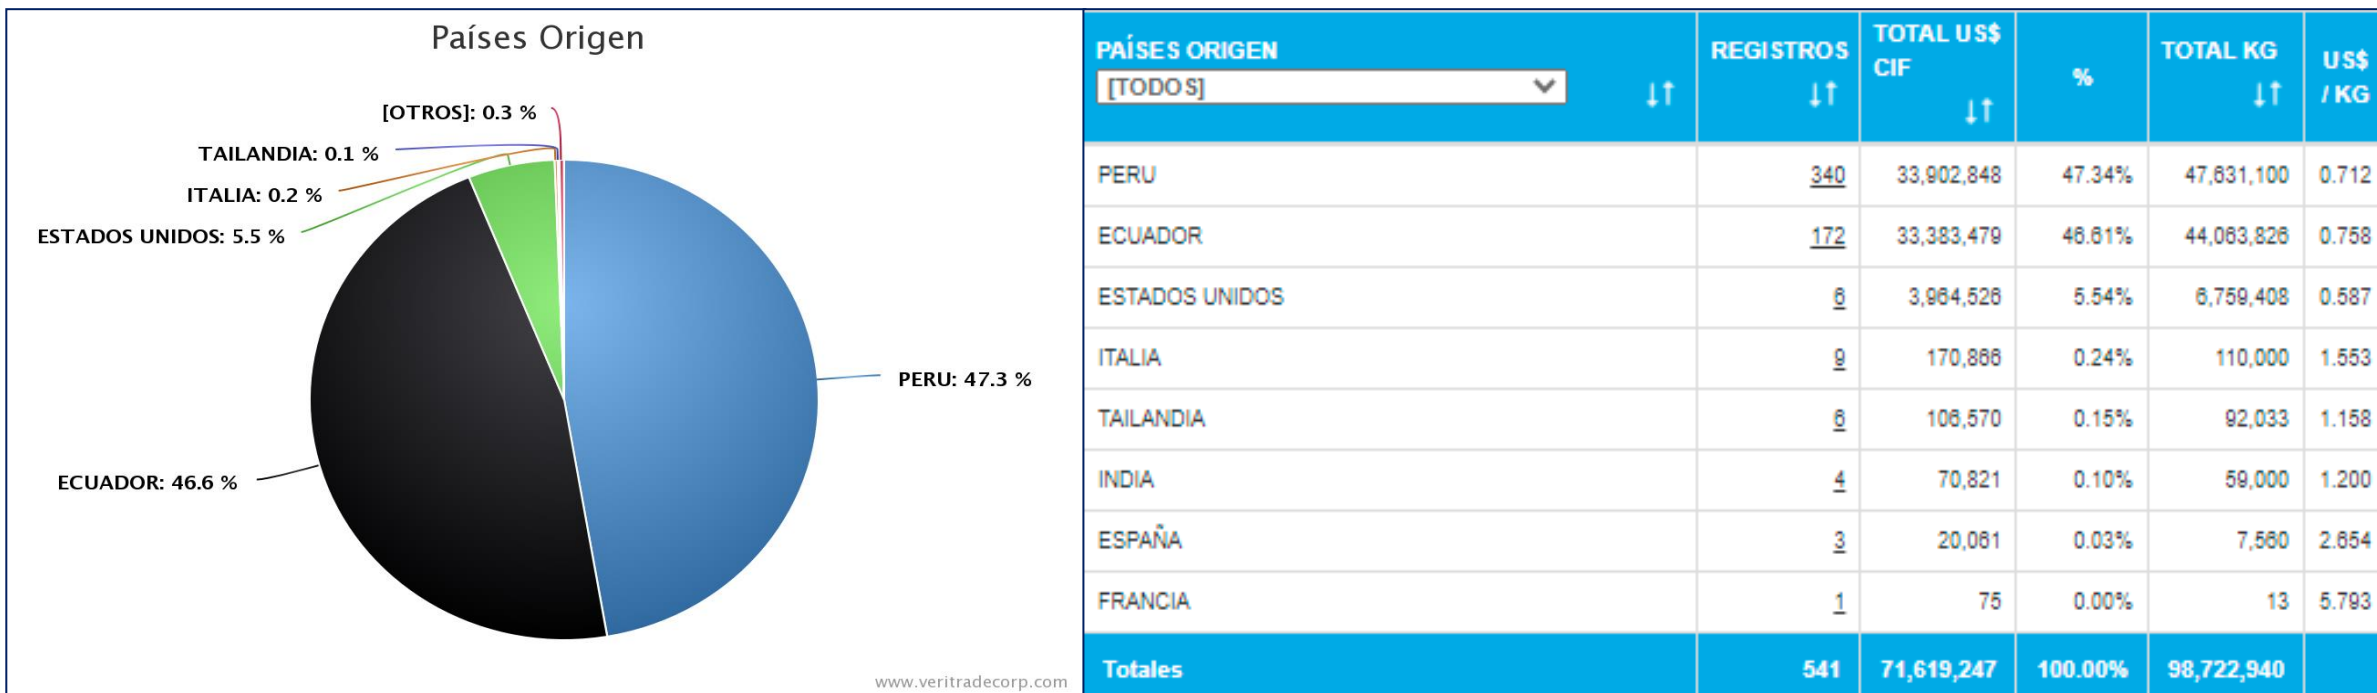 Países Origen
[OTROS]: 0.3 %
TAILANDIA: 0.1 %
ITALIA: 0.2 %
ESTADOS UNIDOS: 5.5 %
PERU: 47.3 %
ECUADOR: 46.6 %
www.veritradecorp.com
PAÍSES ORIGEN REGISTROS TOTAL US$ CIF % TOTAL KG US$ / KG
[TODOS]
PERU 340 33,902,848 47.34% 47,631,100 0.712
ECUADOR 172 33,383,479 46.61% 44,063,826 0.758
ESTADOS UNIDOS 6 3,964,526 5.54% 6,759,408 0.587
ITALIA 9 170,866 0.24% 110,000 1.553
TAILANDIA 6 106,570 0.15% 92,033 1.158
INDIA 4 70,821 0.10% 59,000 1.200
ESPAÑA 3 20,061 0.03% 7,560 2.654
FRANCIA 1 75 0.00% 13 5.793
Totales 541 71,619,247 100.00% 98,722,940